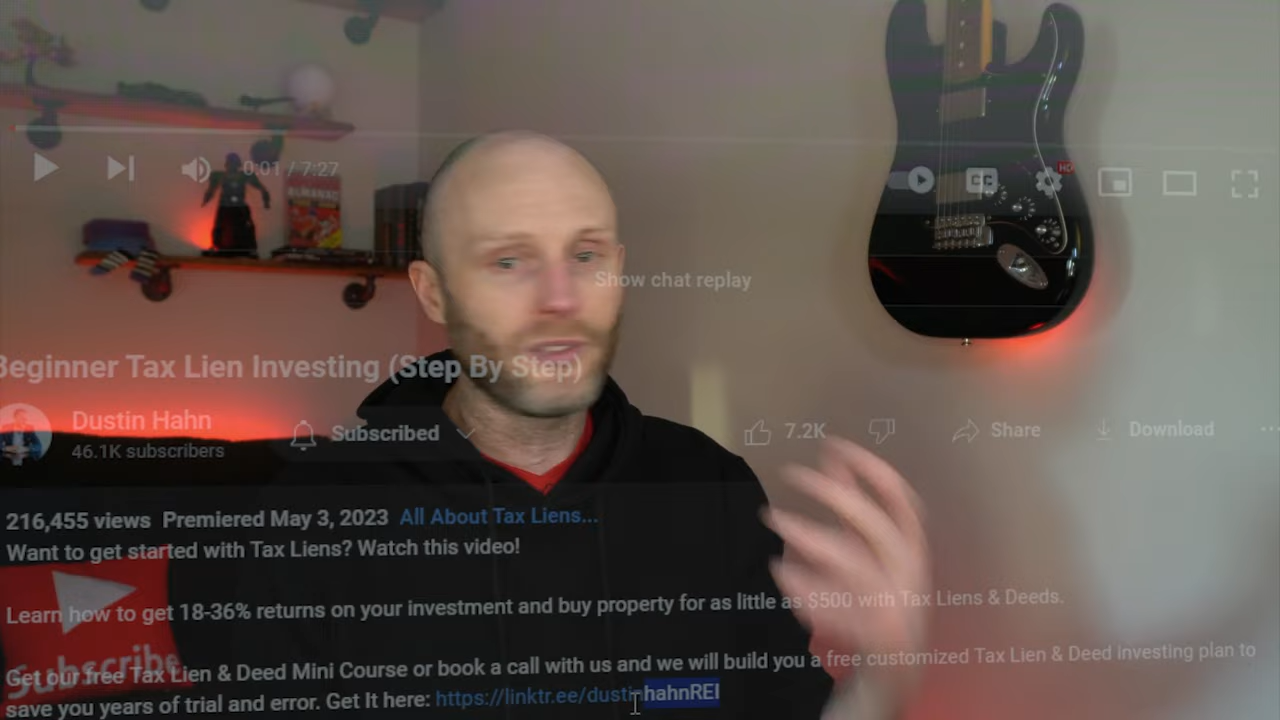 ALMANAC
0:01 / 7:27
CC
HD
Show chat replay
Beginner Tax Lien Investing (Step By Step)
Dustin Hahn
46.1K subscribers
Subscribed
7.2K
Share
Download
216,455 views Premiered May 3, 2023 All About Tax Liens...
Want to get started with Tax Liens? Watch this video!
Learn how to get 18-36% returns on your investment and buy property for as little as $500 with Tax Liens & Deeds.
Get our free Tax Lien & Deed Mini Course or book a call with us and we will build you a free customized Tax Lien & Deed investing plan to
save you years of trial and error. Get It here: https://linktr.ee/dustinhahnREI
Subscribe